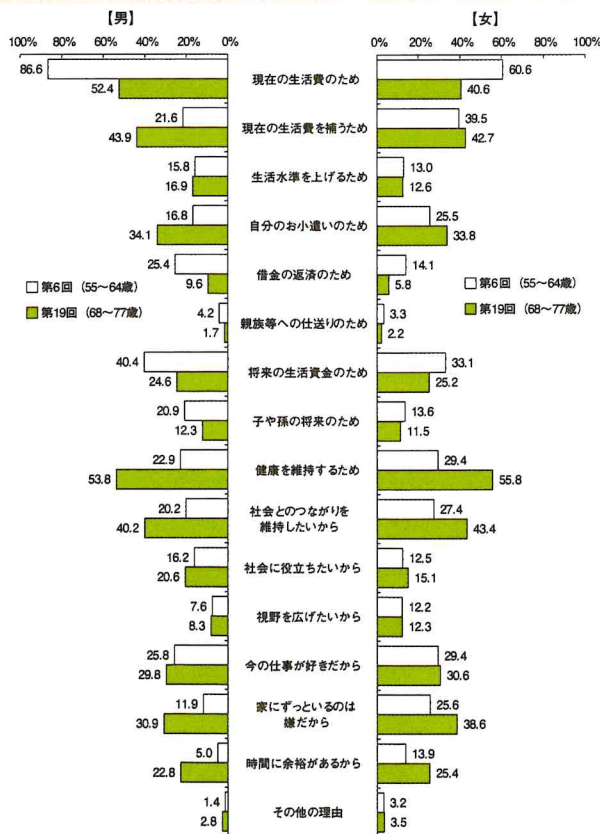 【男】
【女】
100% 80% 60% 40% 20% 0%
0% 20% 40% 60% 80% 100%
86.6 現在の生活費のため 60.6
52.4 40.6
21.6 現在の生活費を補うため 39.5
43.9 42.7
15.8 生活水準を上げるため 13.0
16.9 12.6
16.8 自分のお小遣いのため 25.5
34.1 33.8
25.4 借金の返済のため 14.1
9.6 5.8
□ 第6回 (55～64歳)
■ 第19回 (68～77歳)
□ 第6回 (55～64歳)
■ 第19回 (68～77歳)
4.2 親族等への仕送りのため 3.3
1.7 2.2
40.4 将来の生活資金のため 33.1
24.6 25.2
20.9 子や孫の将来のため 13.6
12.3 11.5
22.9 健康を維持するため 29.4
53.8 55.8
20.2 社会とのつながりを 27.4
40.2 維持したいから 43.4
16.2 社会に役立ちたいから 12.5
20.6 15.1
7.6 視野を広げたいから 12.2
8.3 12.3
25.8 今の仕事が好きだから 29.4
29.8 30.6
11.9 家にずっといるのは 25.6
30.9 嫌だから 38.6
5.0 時間に余裕があるから 13.9
22.8 25.4
1.4 その他の理由 3.2
2.8 3.5